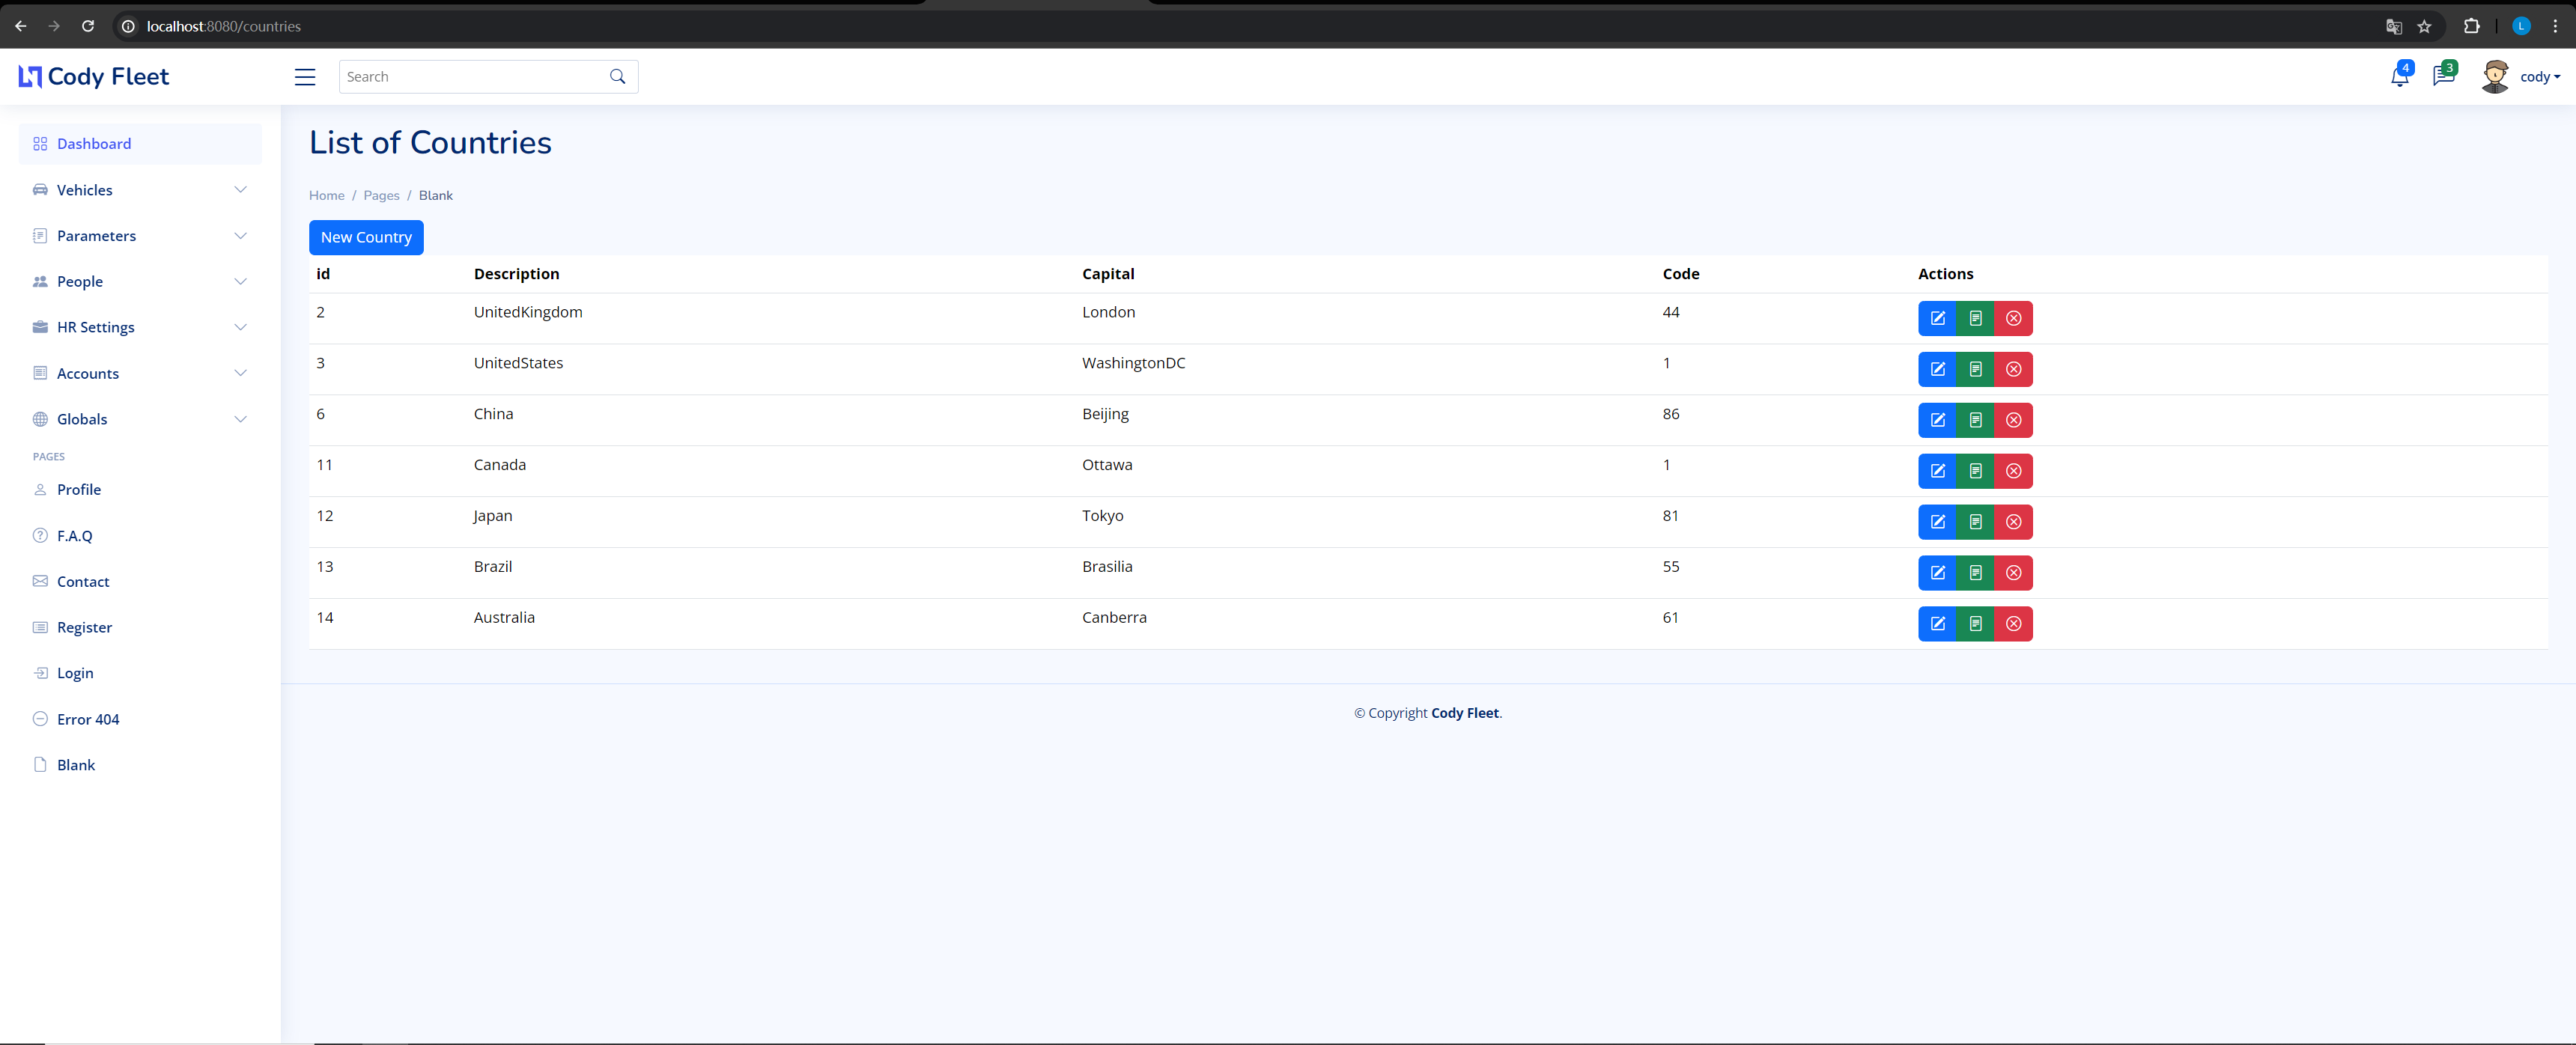 localhost:8080/countries
L
Cody Fleet
Search
4
3
cody
Dashboard
Vehicles
Parameters
People
HR Settings
Accounts
Globals
PAGES
Profile
F.A.Q
Contact
Register
Login
Error 404
Blank
List of Countries
Home / Pages / Blank
New Country
id Description Capital Code Actions
2 UnitedKingdom London 44
3 UnitedStates WashingtonDC 1
6 China Beijing 86
11 Canada Ottawa 1
12 Japan Tokyo 81
13 Brazil Brasilia 55
14 Australia Canberra 61
© Copyright Cody Fleet.